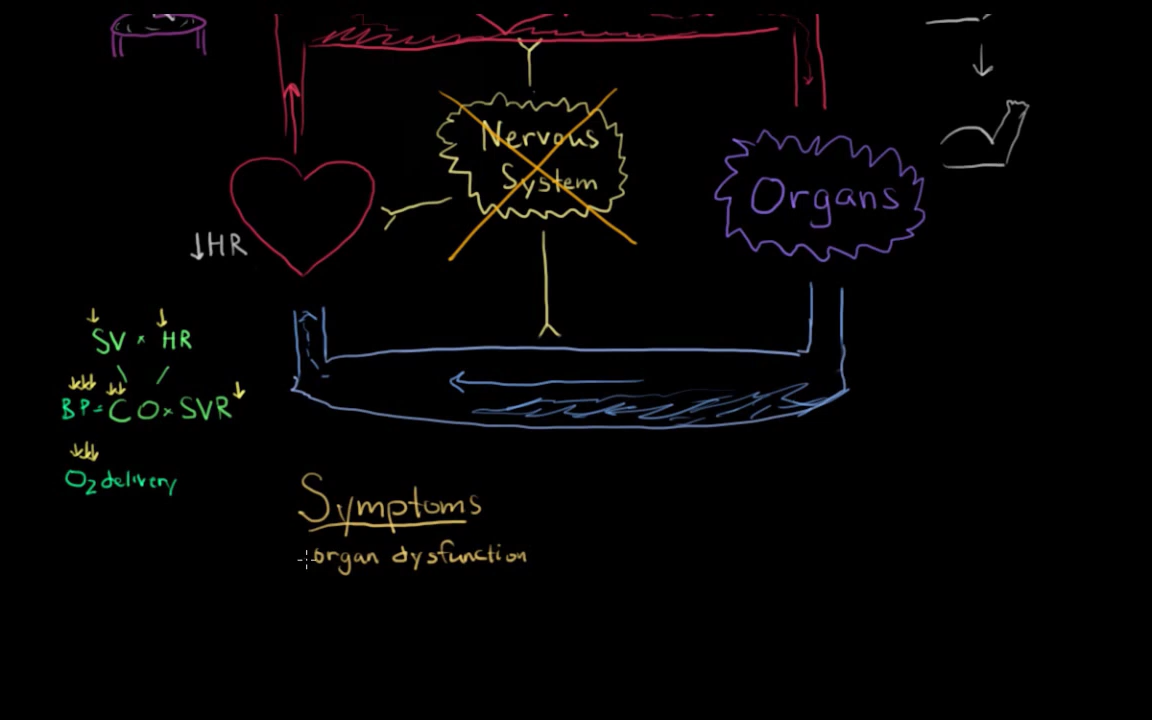 Nervous
System
Organs
↓HR
SV × HR
BP = CO × SVR
O₂ delivery
Symptoms
organ dysfunction